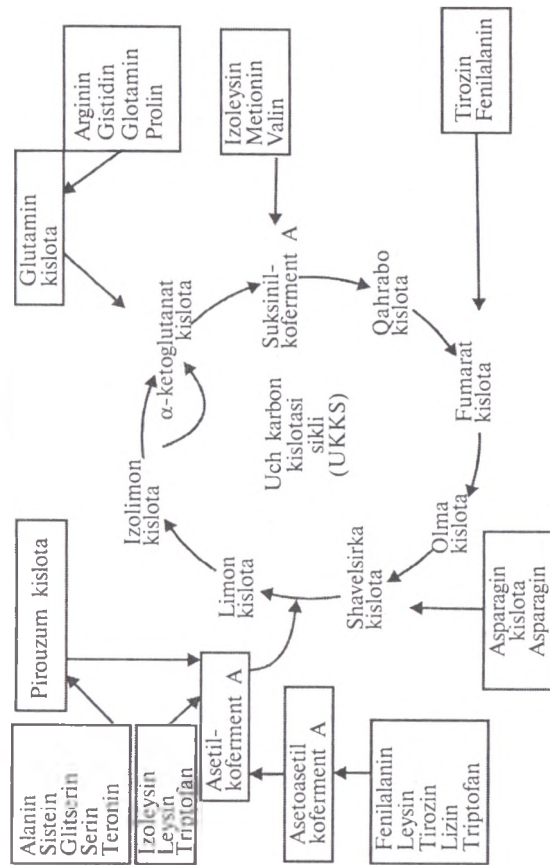 Alanin
Sistein
Glitserin
Serin
Teronin
Pirouzum kislota
Izoleysin
Leysin
Triptofan
Asetil-
koferment A
Asetoasetil
koferment A
Fenilalanin
Leysin
Tirozin
Lizin
Triptofan
Limon
kislota
Izolimon
kislota
α-ketoglutanat
kislota
Glutamin
kislota
Arginin
Gistidin
Glotamin
Prolin
Suksinil-
koferment A
Izoleysin
Metionin
Valin
Qahrabo
kislota
Fumarat
kislota
Tirozin
Fenilalanin
Olma
kislota
Shavelsirka
kislota
Asparagin
kislota
Asparagin
Uch karbon
kislotasi
sikli
(UKKS)